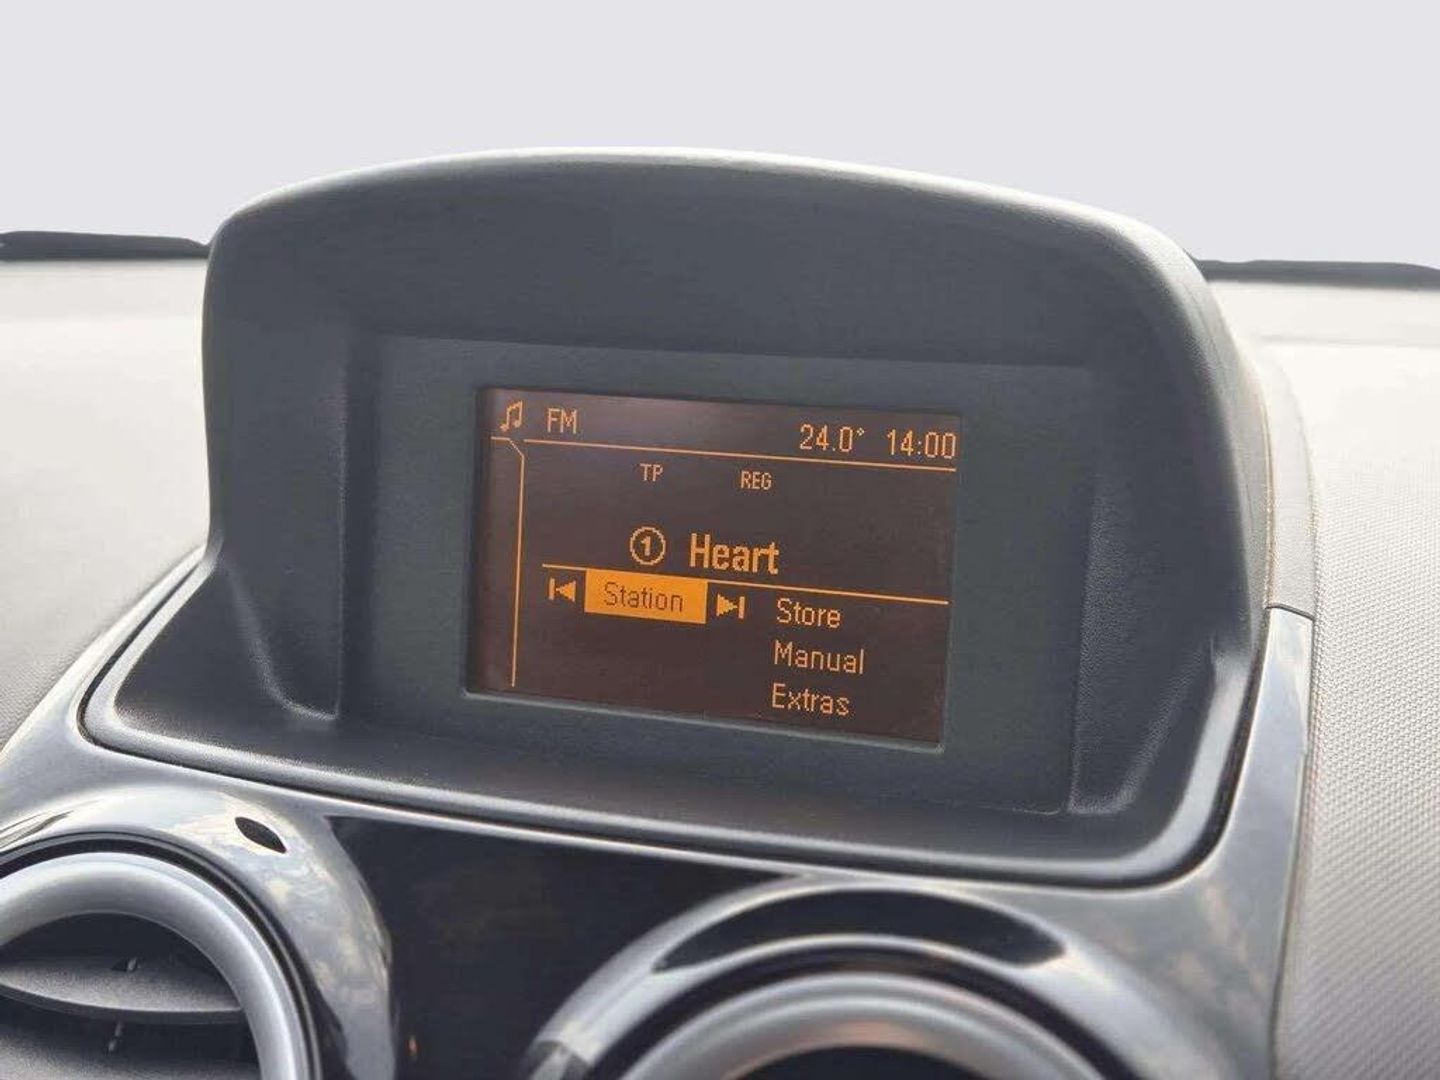 FM 24.0° 14:00
TP REG
1 Heart
Station Store
Manual
Extras